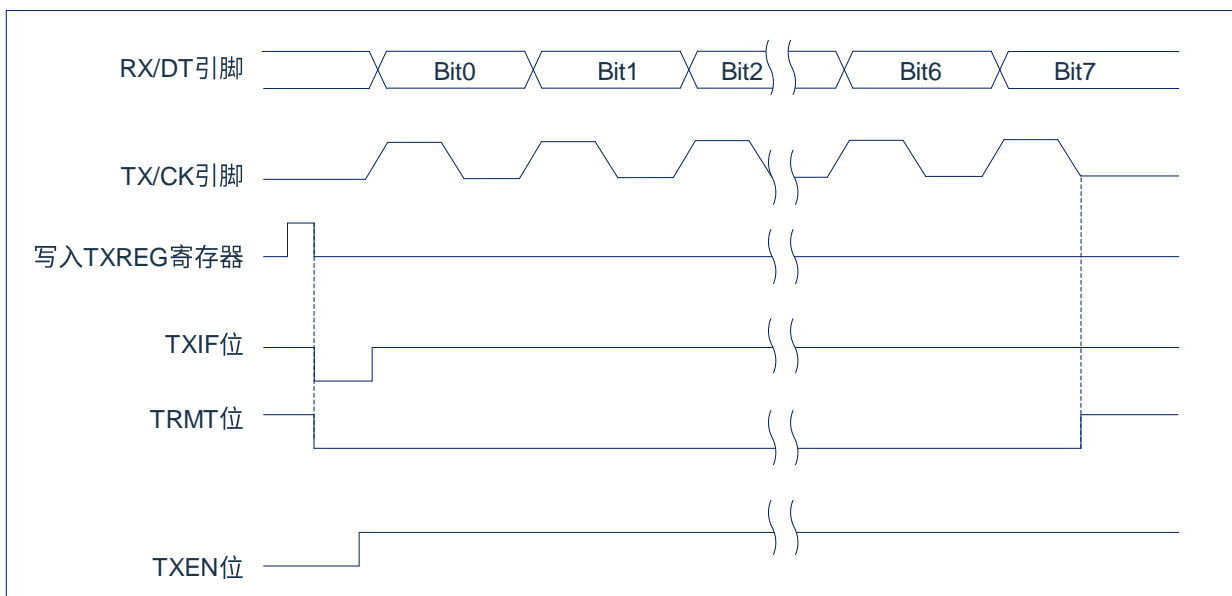 RX/DT引脚
Bit0
Bit1
Bit2
Bit6
Bit7
TX/CK引脚
写入TXREG寄存器
TXIF位
TRMT位
TXEN位